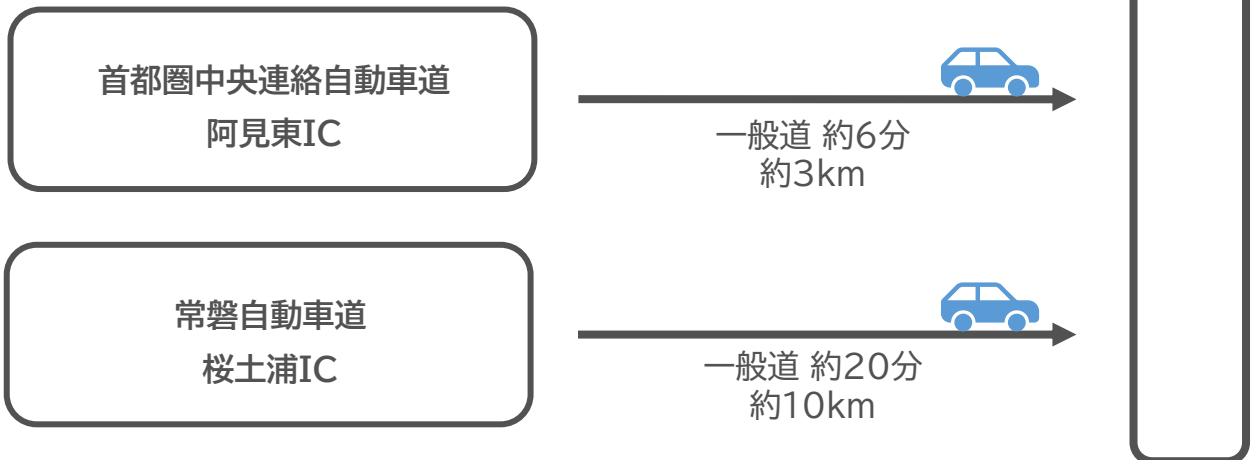 首都圏中央連絡自動車道
阿見東IC
一般道 約6分
約3km
常磐自動車道
桜土浦IC
一般道 約20分
約10km